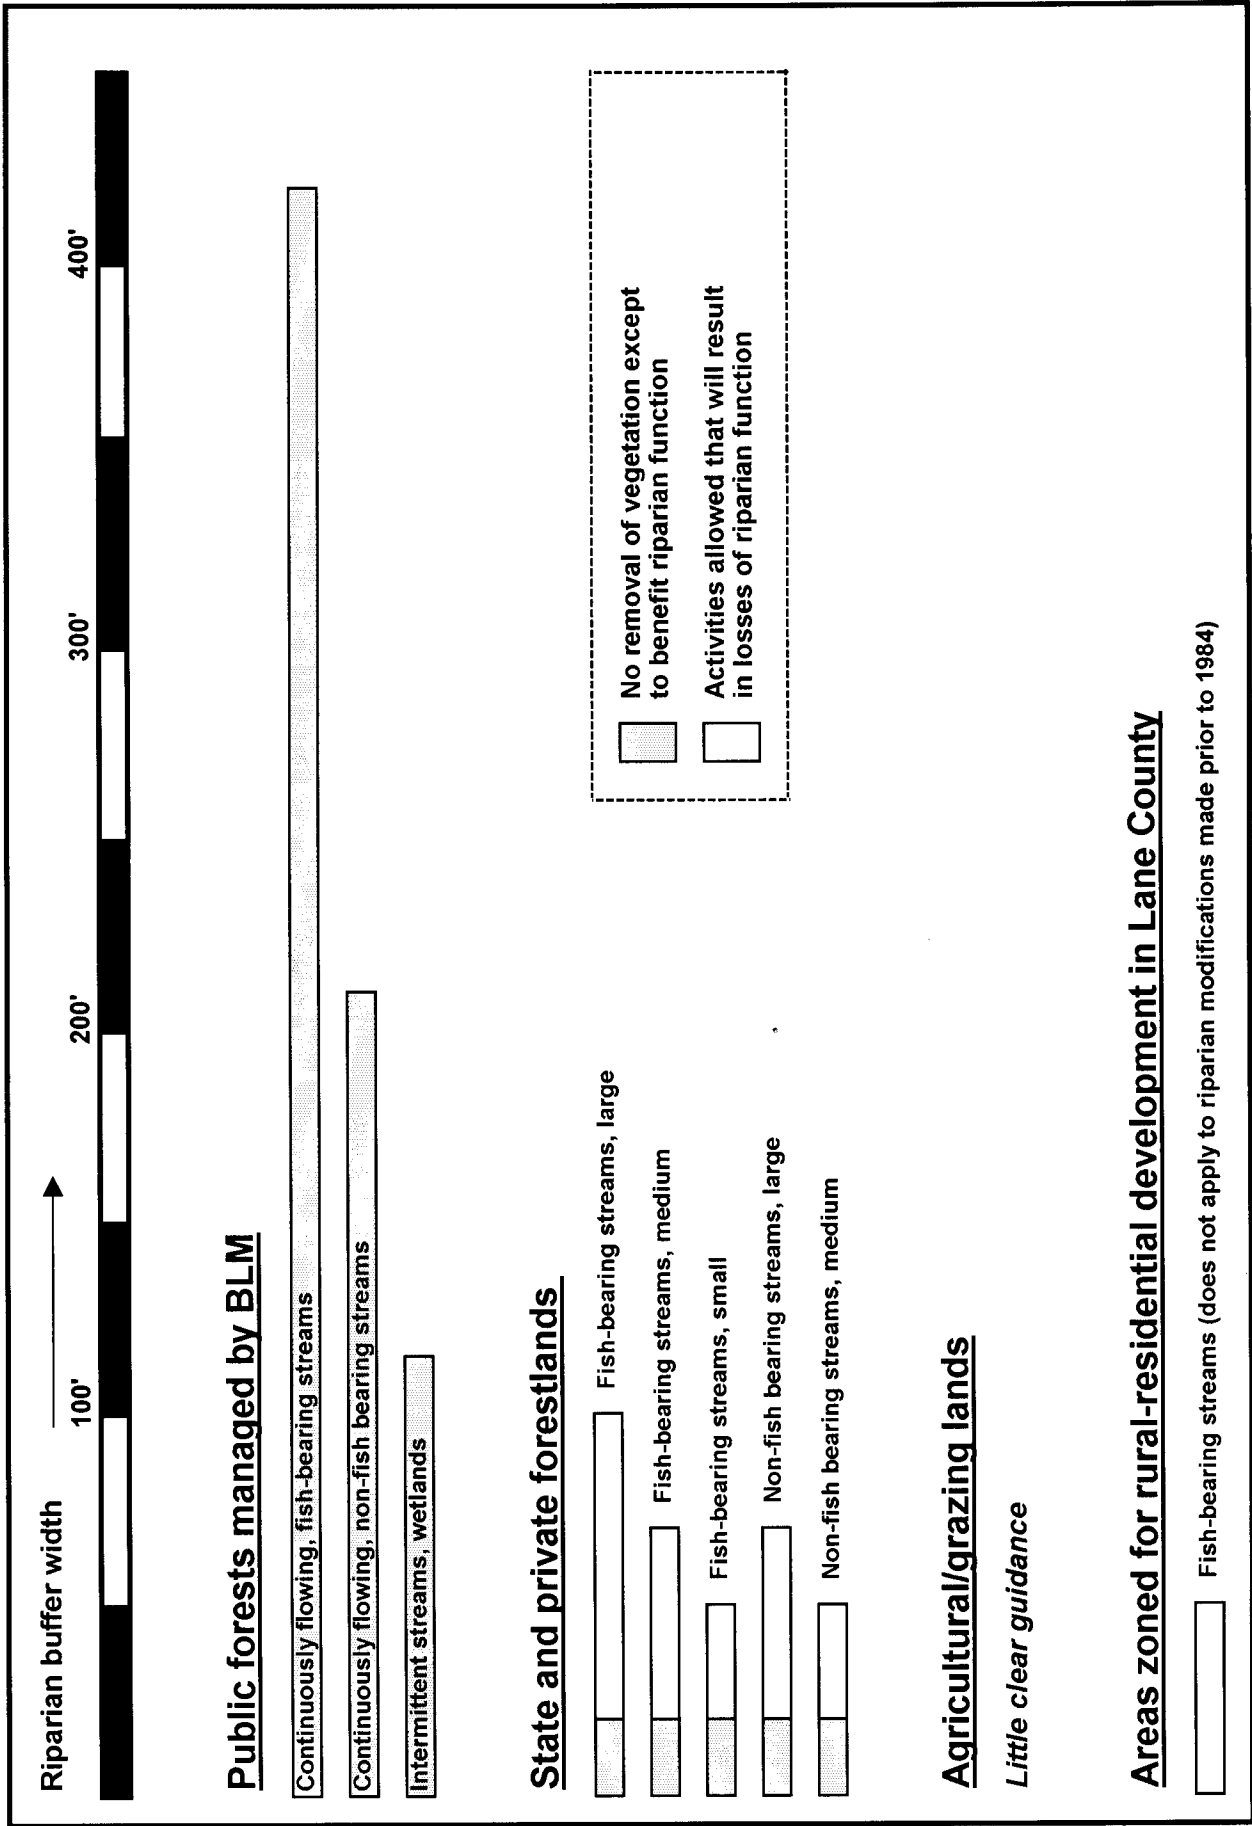 Riparian buffer width
100'
200'
300'
400'
Public forests managed by BLM
Continuously flowing, fish-bearing streams
Continuously flowing, non-fish bearing streams
Intermittent streams, wetlands
State and private forestlands
Fish-bearing streams, large
Fish-bearing streams, medium
Fish-bearing streams, small
Non-fish bearing streams, large
Non-fish bearing streams, medium
No removal of vegetation except
to benefit riparian function
Activities allowed that will result
in losses of riparian function
Agricultural/grazing lands
Little clear guidance
Areas zoned for rural-residential development in Lane County
Fish-bearing streams (does not apply to riparian modifications made prior to 1984)